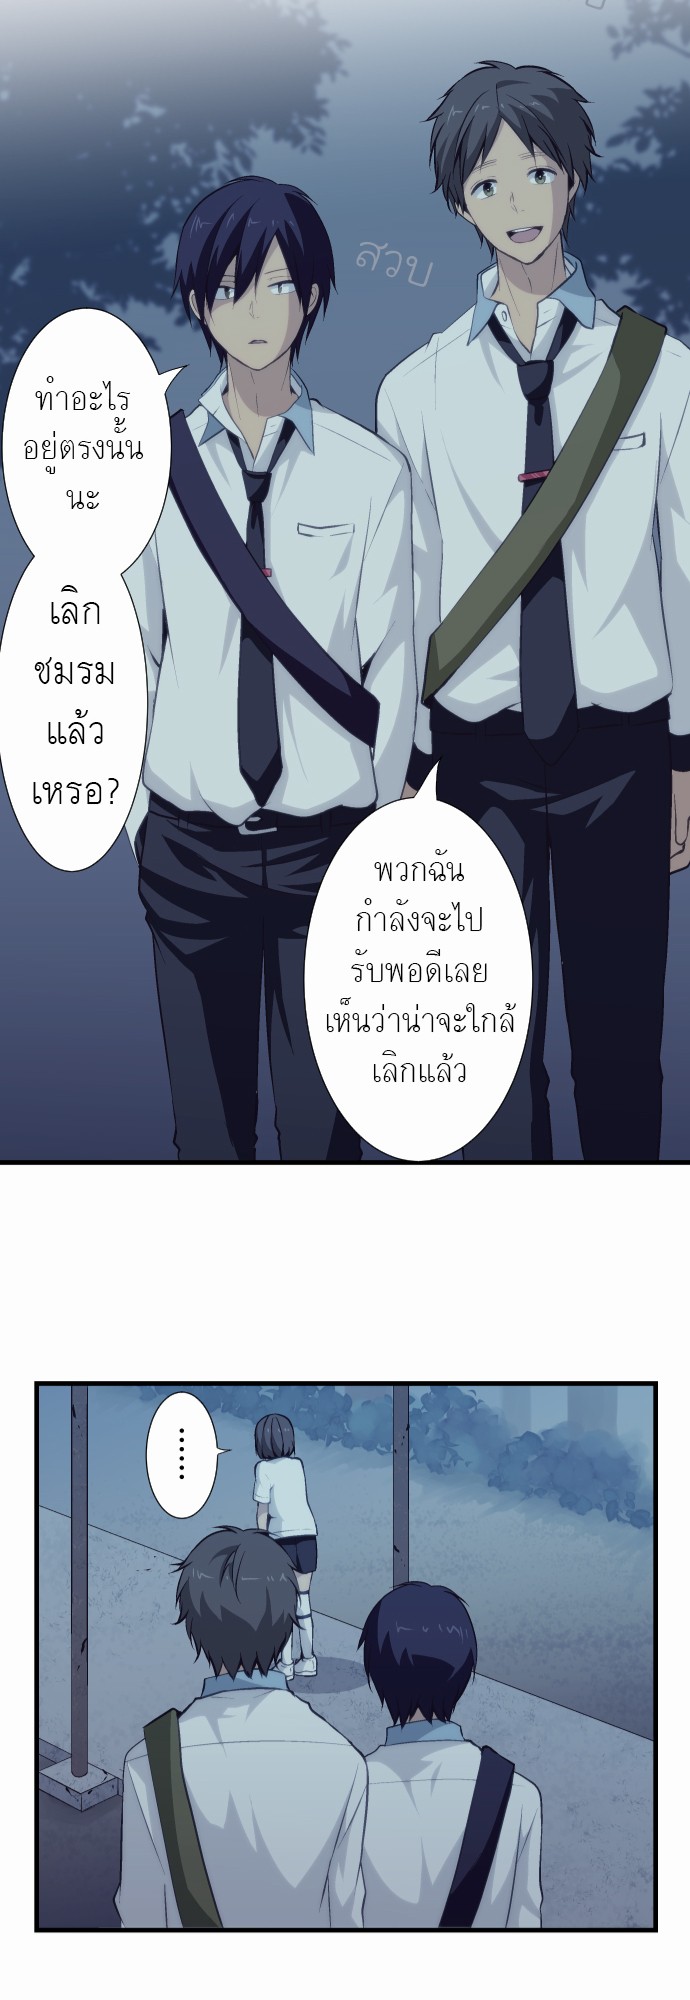 สวบ
ทำอะไร
อยู่ตรงนั้น
นะ
เลิก
ชมรม
แล้ว
เหรอ?
พวกฉัน
กำลังจะไป
รับพอดีเลย
เห็นว่าน่าจะใกล้
เลิกแล้ว
......